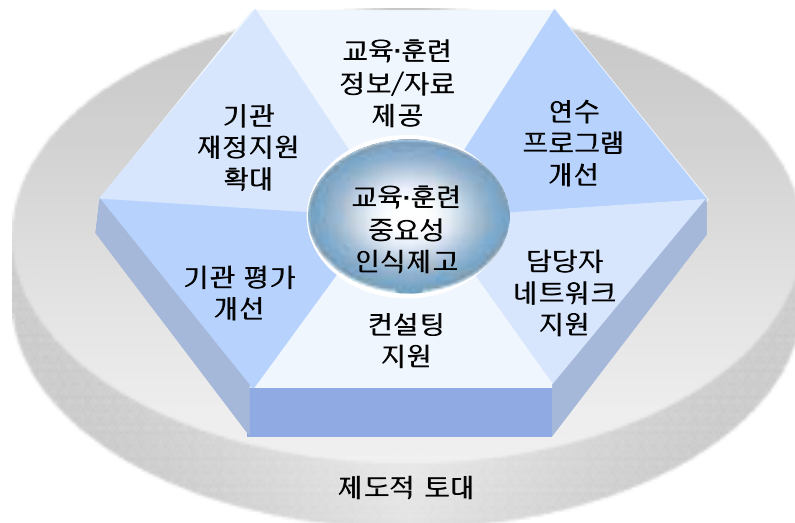 교육·훈련
정보/자료
제공
연수
프로그램
개선
담당자
네트워크
지원
컨설팅
지원
기관 평가
개선
기관
재정지원
확대
교육·훈련
중요성
인식제고
제도적 토대